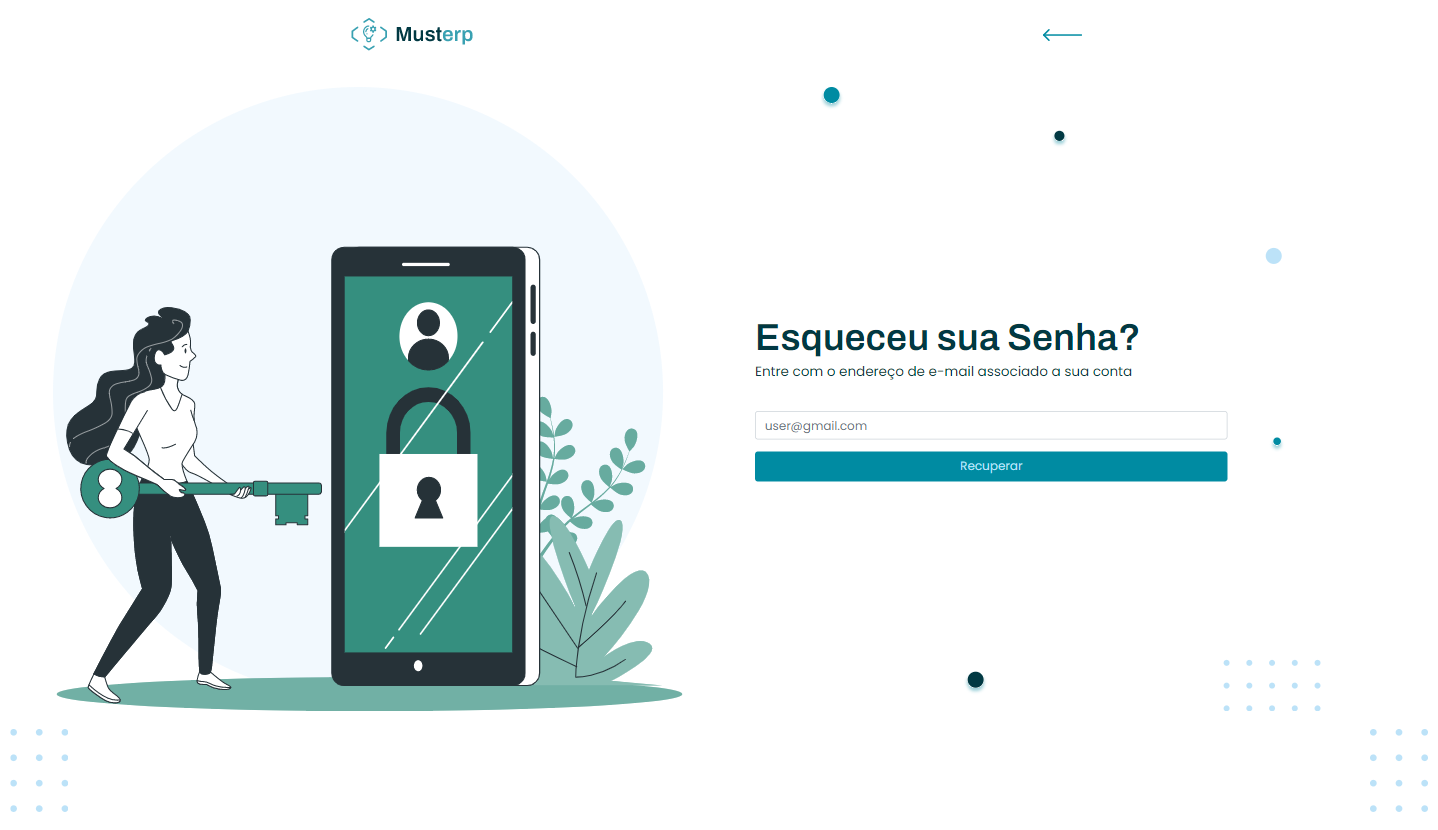 Musterp
Esqueceu sua Senha?
Entre com o endereço de e-mail associado a sua conta
user@gmail.com
Recuperar